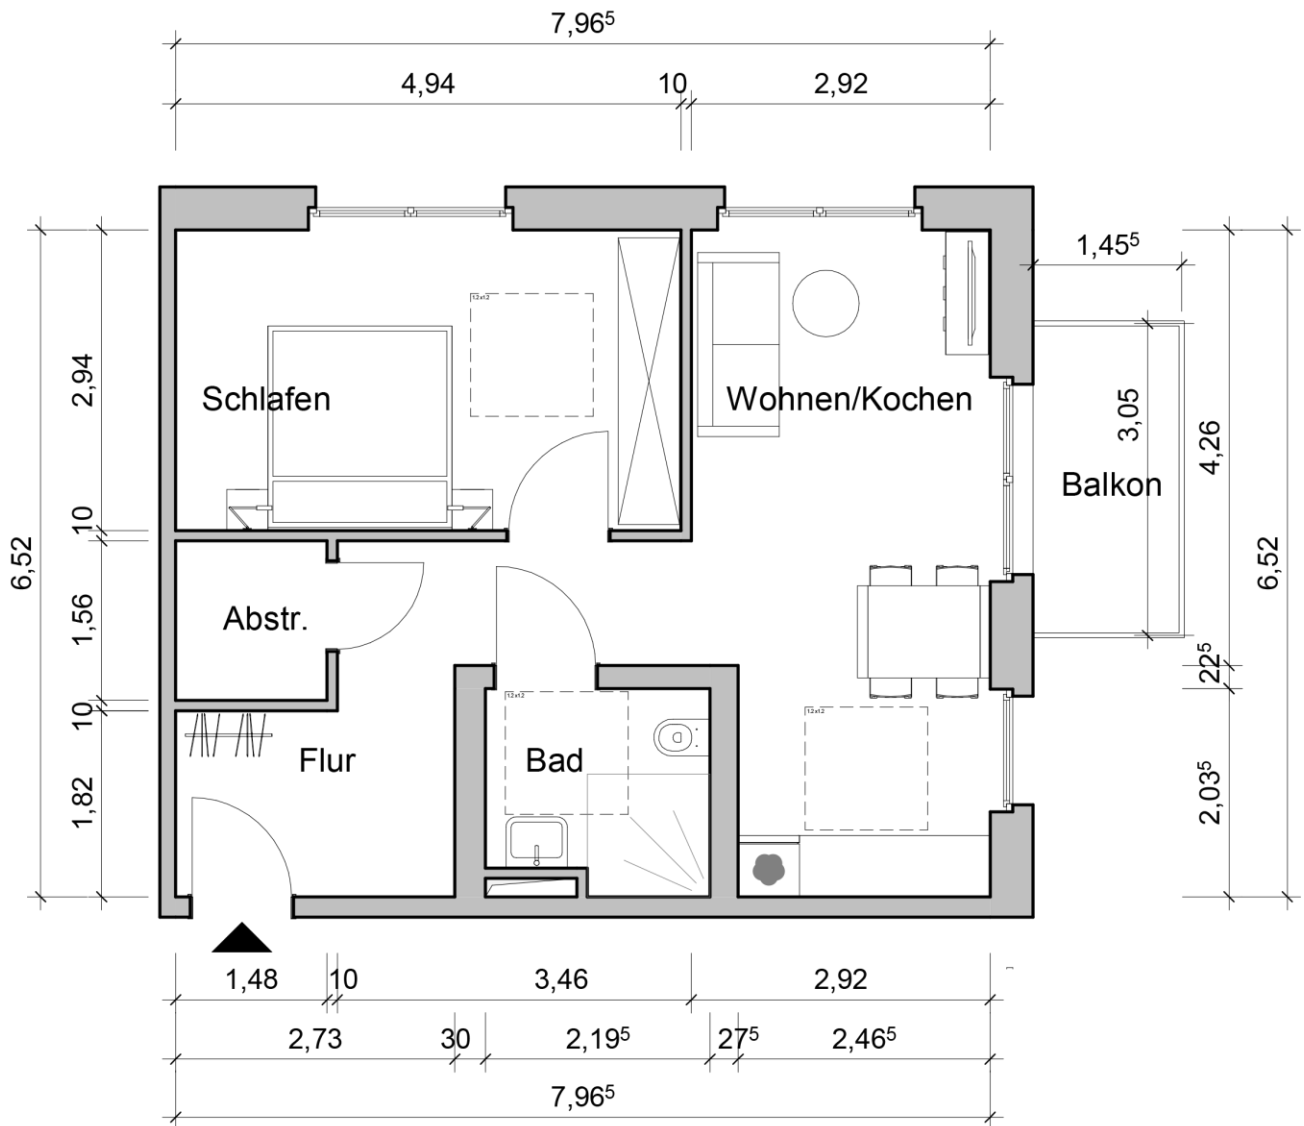 7,96⁵
4,94
10
2,92
1,45⁵
12x12
2,94
Schlafen
Wohnen/Kochen
3,05
4,26
Balkon
10
6,52
6,52
1,56
Abstr.
22⁵
12x12
12x12
10
Flur
Bad
1,82
2,03⁵
1,48
10
3,46
2,92
2,73
30
2,19⁵
27⁵
2,46⁵
7,96⁵